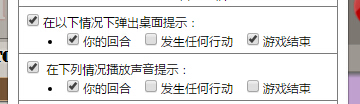 在以下情况下弹出桌面提示：
• 你的回合 发生任何行动 游戏结束
在下列情况播放声音提示：
• 你的回合 发生任何行动 游戏结束